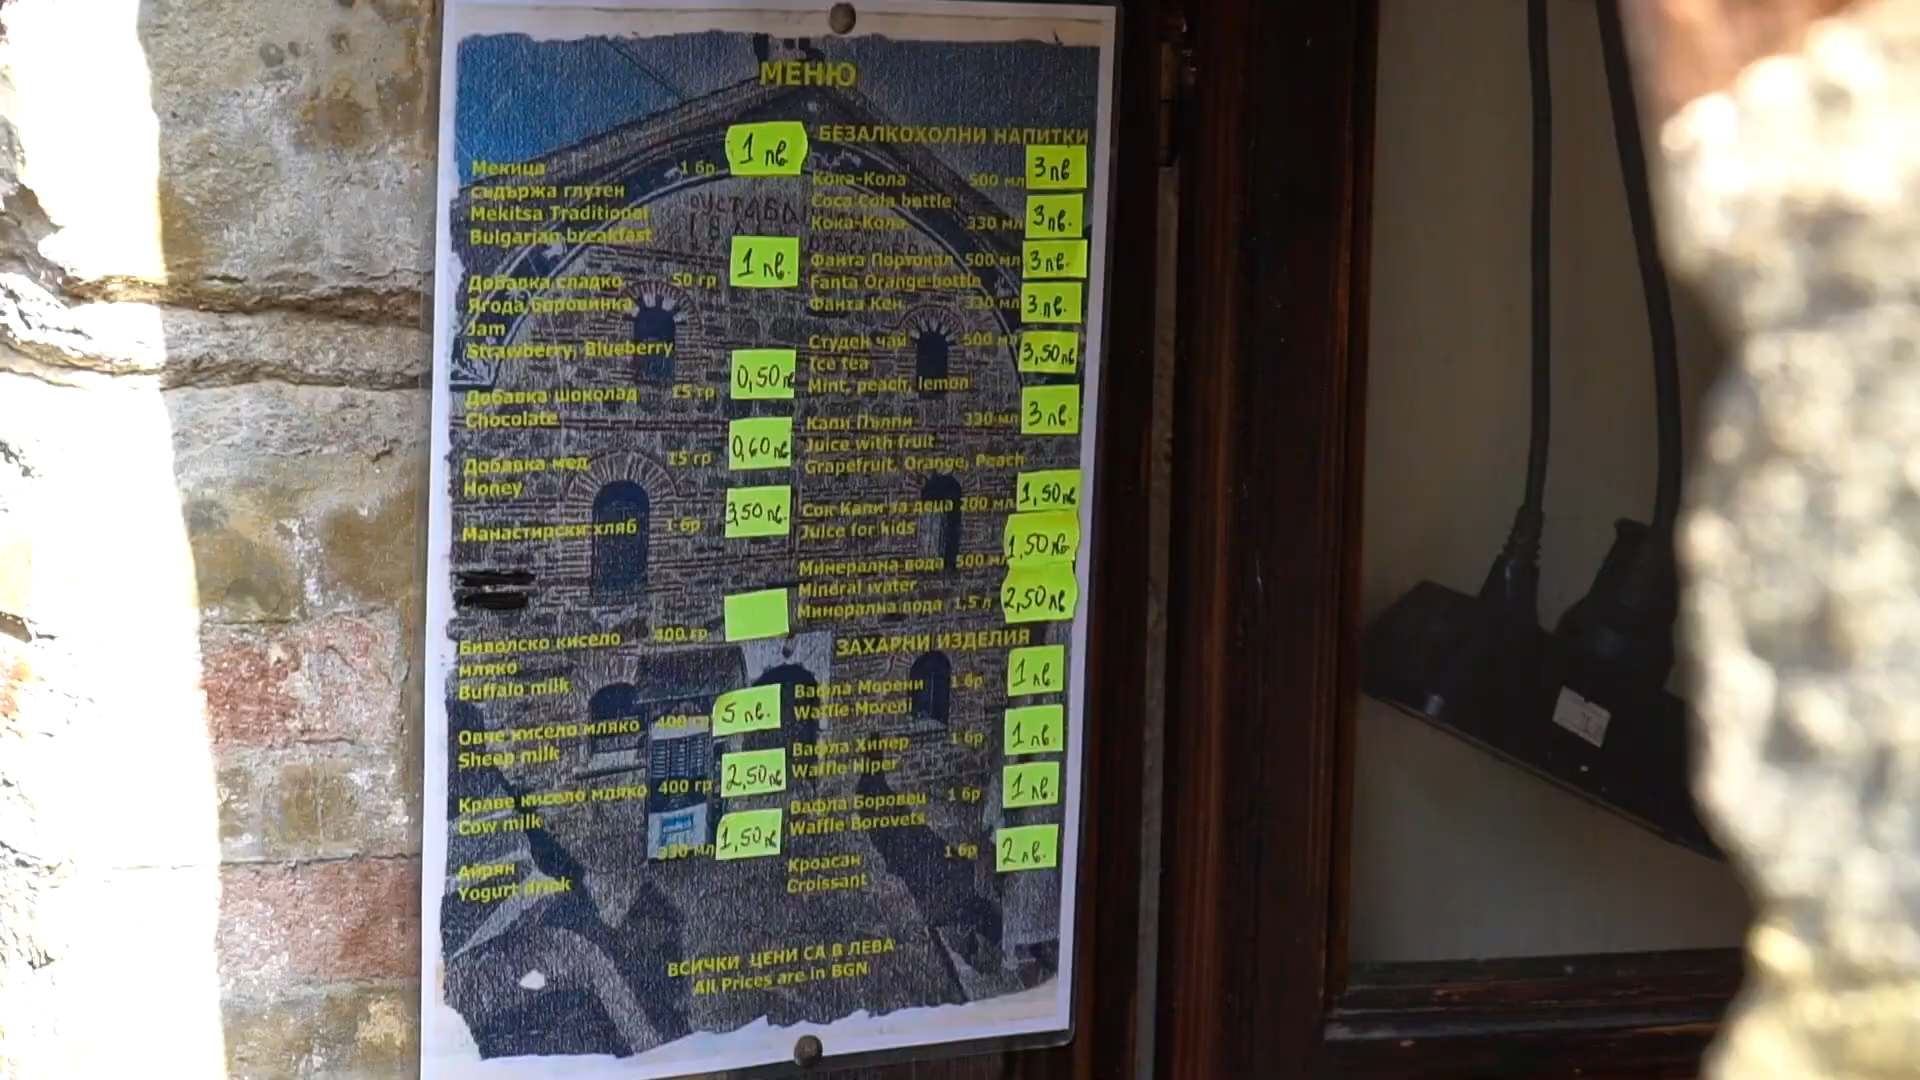 МЕНЮ
Мекица 1 бр 1 лв
съдържа глутен
Mekitsa Traditional
Bulgarian breakfast
Добавка сладко 50 гр 1 лв.
Ягода, боровинка
Jam
Strawberry, Blueberry
Добавка шоколад 15 гр 0,50 лв
Chocolate
Добавка мед 15 гр 0,60 лв
Honey
Манастирски хляб 1 бр 3,50 лв.
Биволско кисело 400 гр
мляко
Buffalo milk
Овче кисело мляко 400 гр 5 лв.
Sheep milk
Краве кисело мляко 400 гр 2,50 лв
Cow milk
Айрян 330 мл 1,50 лв
Yogurt drink
БЕЗАЛКОХОЛНИ НАПИТКИ
Кока-Кола 500 мл 3 лв
Coca Cola bottle
Кока-Кола 330 мл 3 лв.
Фанта Портокал 500 мл 3 лв.
Fanta Orange bottle
Фанта Кен 330 мл 3 лв.
Студен чай 500 мл 3,50 лв
Ice tea
Mint, peach, lemon
Капи Пълпи 330 мл 3 лв.
Juice with fruit
Grapefruit, Orange, Peach
Сок Капи за деца 200 мл 1,50 лв
Juice for kids
Минерална вода 500 мл 1,50 лв
Mineral water
Минерална вода 1,5 л 2,50 лв
ЗАХАРНИ ИЗДЕЛИЯ
Вафла Морени 1 бр 1 лв.
Waffle Moreni
Вафла Хипер 1 бр 1 лв.
Waffle Hiper
Вафла Боровец 1 бр 1 лв.
Waffle Borovets
Кроасан 1 бр 2 лв.
Croissant
ВСИЧКИ ЦЕНИ СА В ЛЕВА
All Prices are in BGN